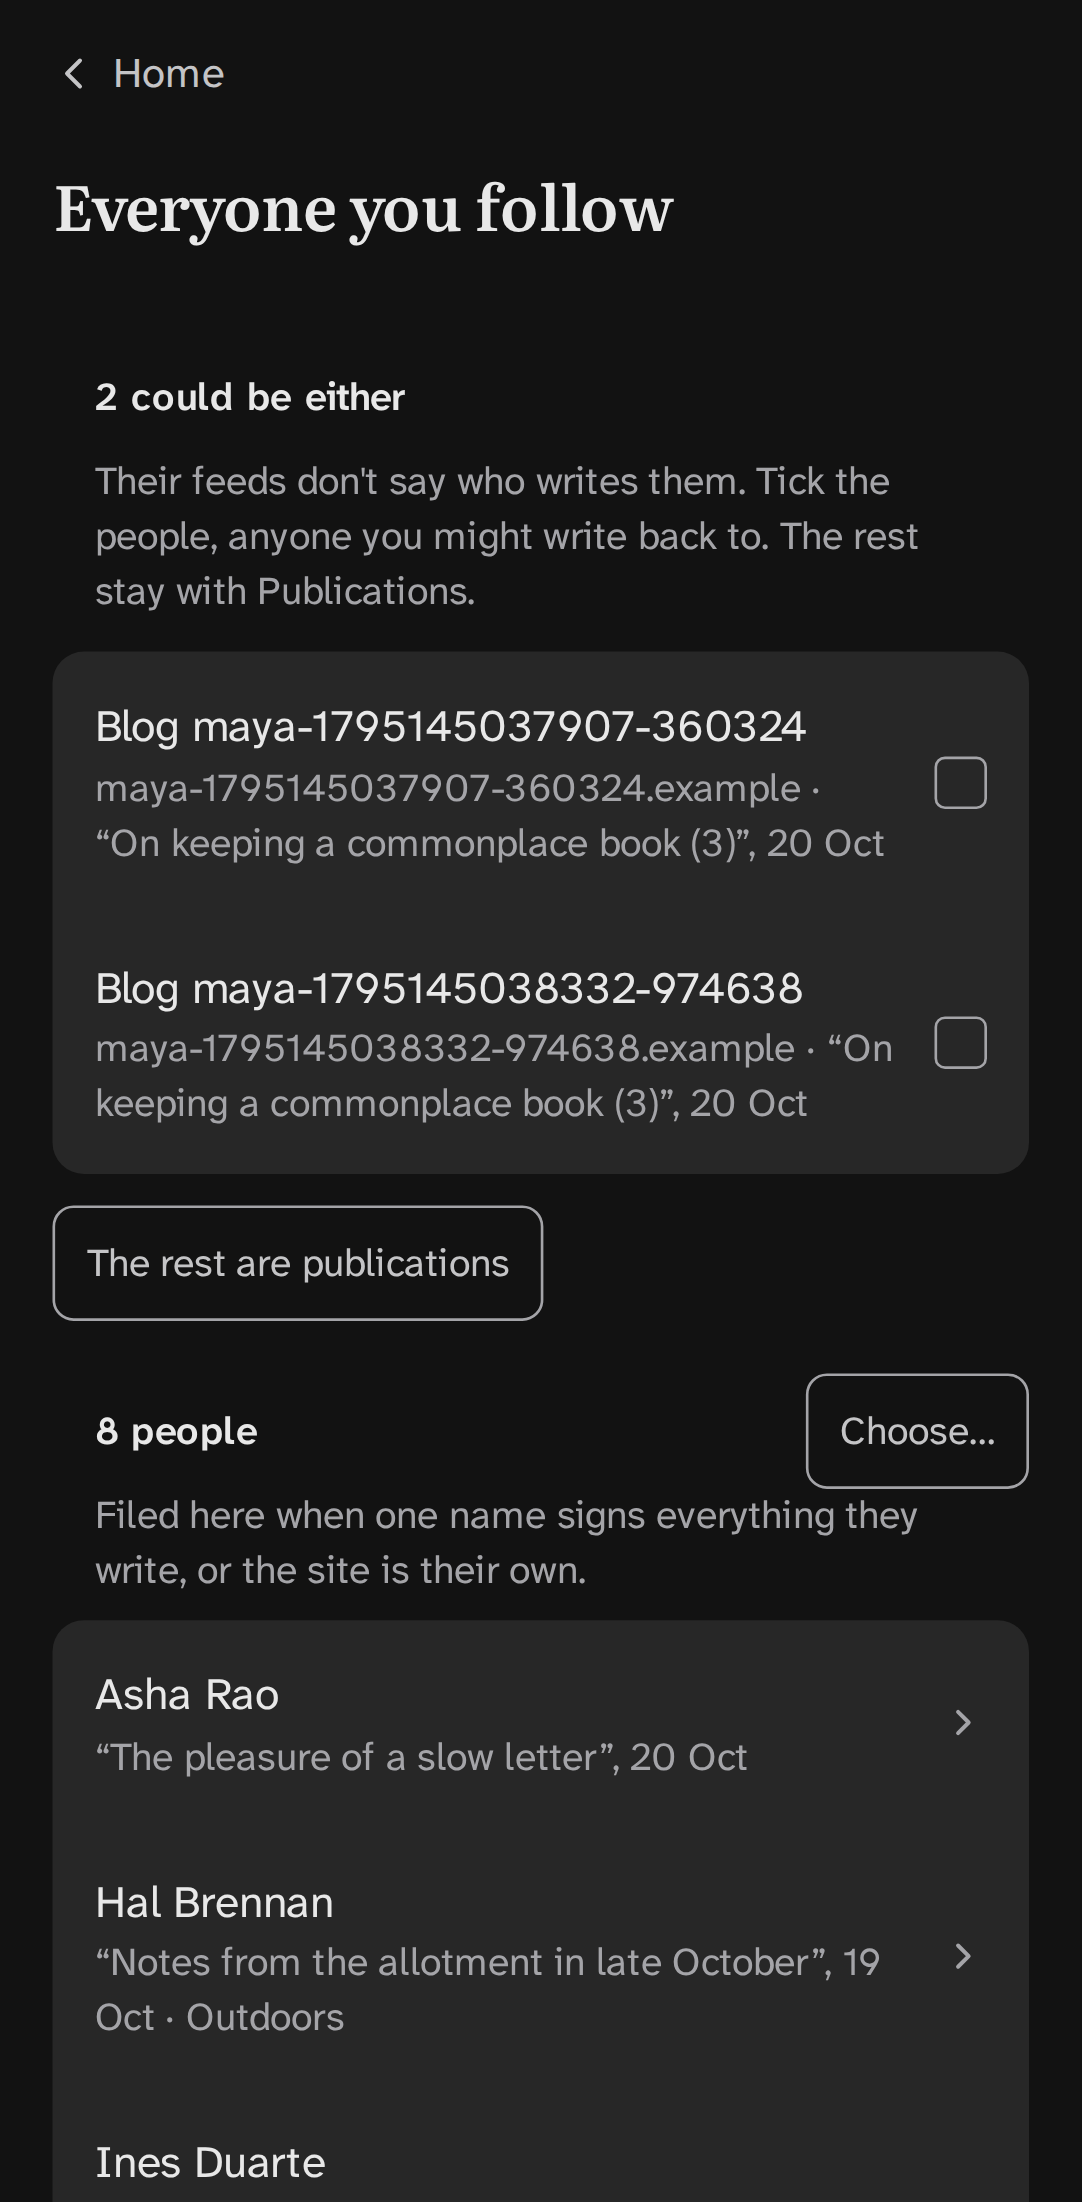 Home
Everyone you follow
2 could be either
Their feeds don't say who writes them. Tick the
people, anyone you might write back to. The rest
stay with Publications.
Blog maya-1795145037907-360324
maya-1795145037907-360324.example ·
“On keeping a commonplace book (3)”, 20 Oct
Blog maya-1795145038332-974638
maya-1795145038332-974638.example · “On
keeping a commonplace book (3)”, 20 Oct
The rest are publications
8 people
Choose…
Filed here when one name signs everything they
write, or the site is their own.
Asha Rao
“The pleasure of a slow letter”, 20 Oct
Hal Brennan
“Notes from the allotment in late October”, 19
Oct · Outdoors
Ines Duarte